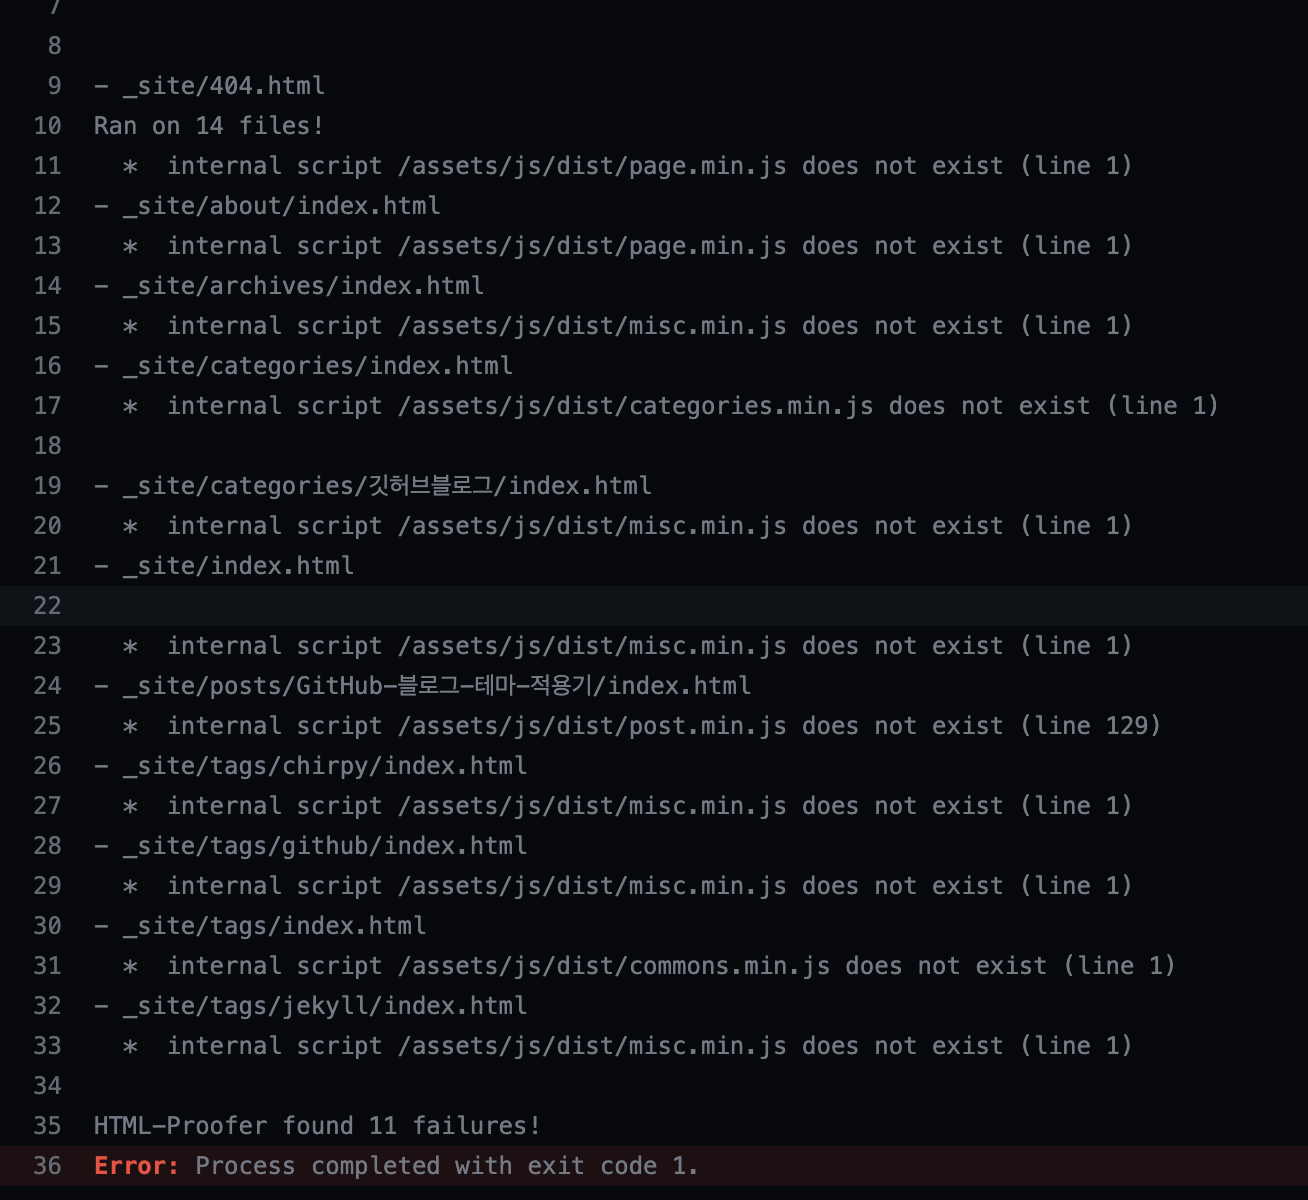 7
8
9 - _site/404.html
10 Ran on 14 files!
11 * internal script /assets/js/dist/page.min.js does not exist (line 1)
12 - _site/about/index.html
13 * internal script /assets/js/dist/page.min.js does not exist (line 1)
14 - _site/archives/index.html
15 * internal script /assets/js/dist/misc.min.js does not exist (line 1)
16 - _site/categories/index.html
17 * internal script /assets/js/dist/categories.min.js does not exist (line 1)
18
19 - _site/categories/깃허브블로그/index.html
20 * internal script /assets/js/dist/misc.min.js does not exist (line 1)
21 - _site/index.html
22
23 * internal script /assets/js/dist/misc.min.js does not exist (line 1)
24 - _site/posts/GitHub-블로그-테마-적용기/index.html
25 * internal script /assets/js/dist/post.min.js does not exist (line 129)
26 - _site/tags/chirpy/index.html
27 * internal script /assets/js/dist/misc.min.js does not exist (line 1)
28 - _site/tags/github/index.html
29 * internal script /assets/js/dist/misc.min.js does not exist (line 1)
30 - _site/tags/index.html
31 * internal script /assets/js/dist/commons.min.js does not exist (line 1)
32 - _site/tags/jekyll/index.html
33 * internal script /assets/js/dist/misc.min.js does not exist (line 1)
34
35 HTML-Proofer found 11 failures!
36 Error: Process completed with exit code 1.